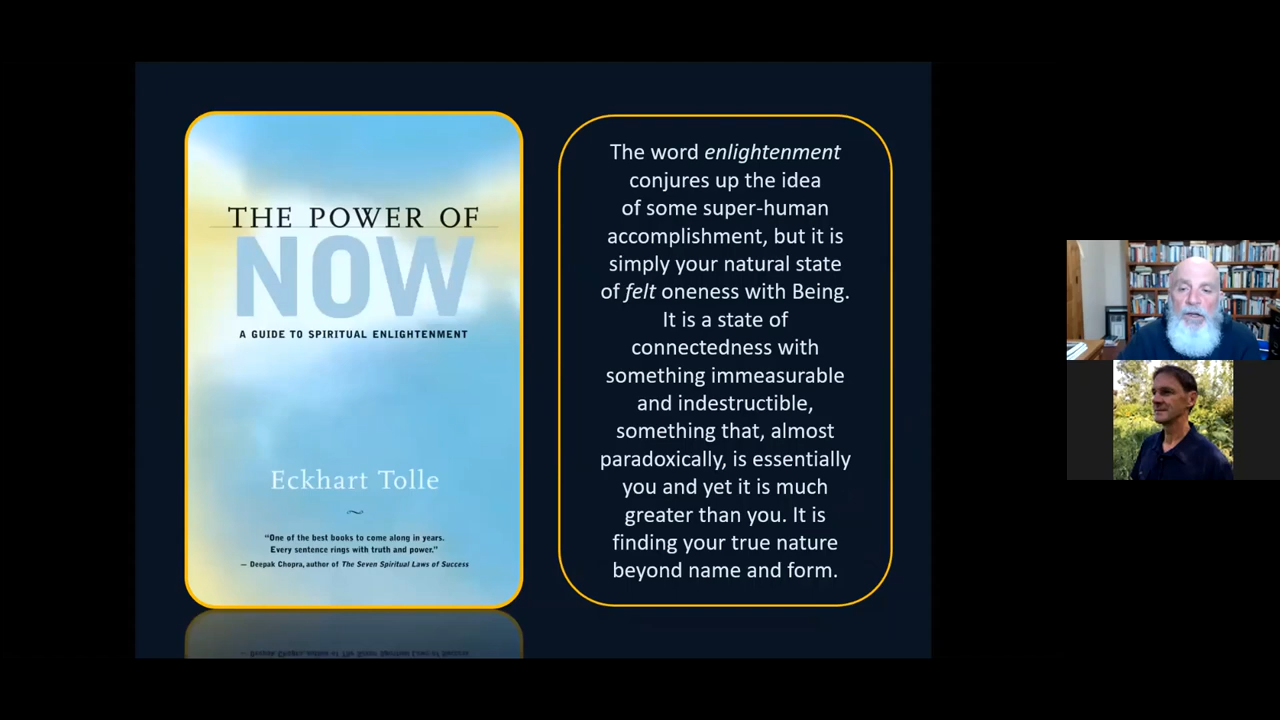 THE POWER OF
NOW
A GUIDE TO SPIRITUAL ENLIGHTENMENT
Eckhart Tolle
“One of the best books to come along in years.
Every sentence rings with truth and power.”
— Deepak Chopra, author of The Seven Spiritual Laws of Success
The word enlightenment
conjures up the idea
of some super-human
accomplishment, but it is
simply your natural state
of felt oneness with Being.
It is a state of
connectedness with
something immeasurable
and indestructible,
something that, almost
paradoxically, is essentially
you and yet it is much
greater than you. It is
finding your true nature
beyond name and form.